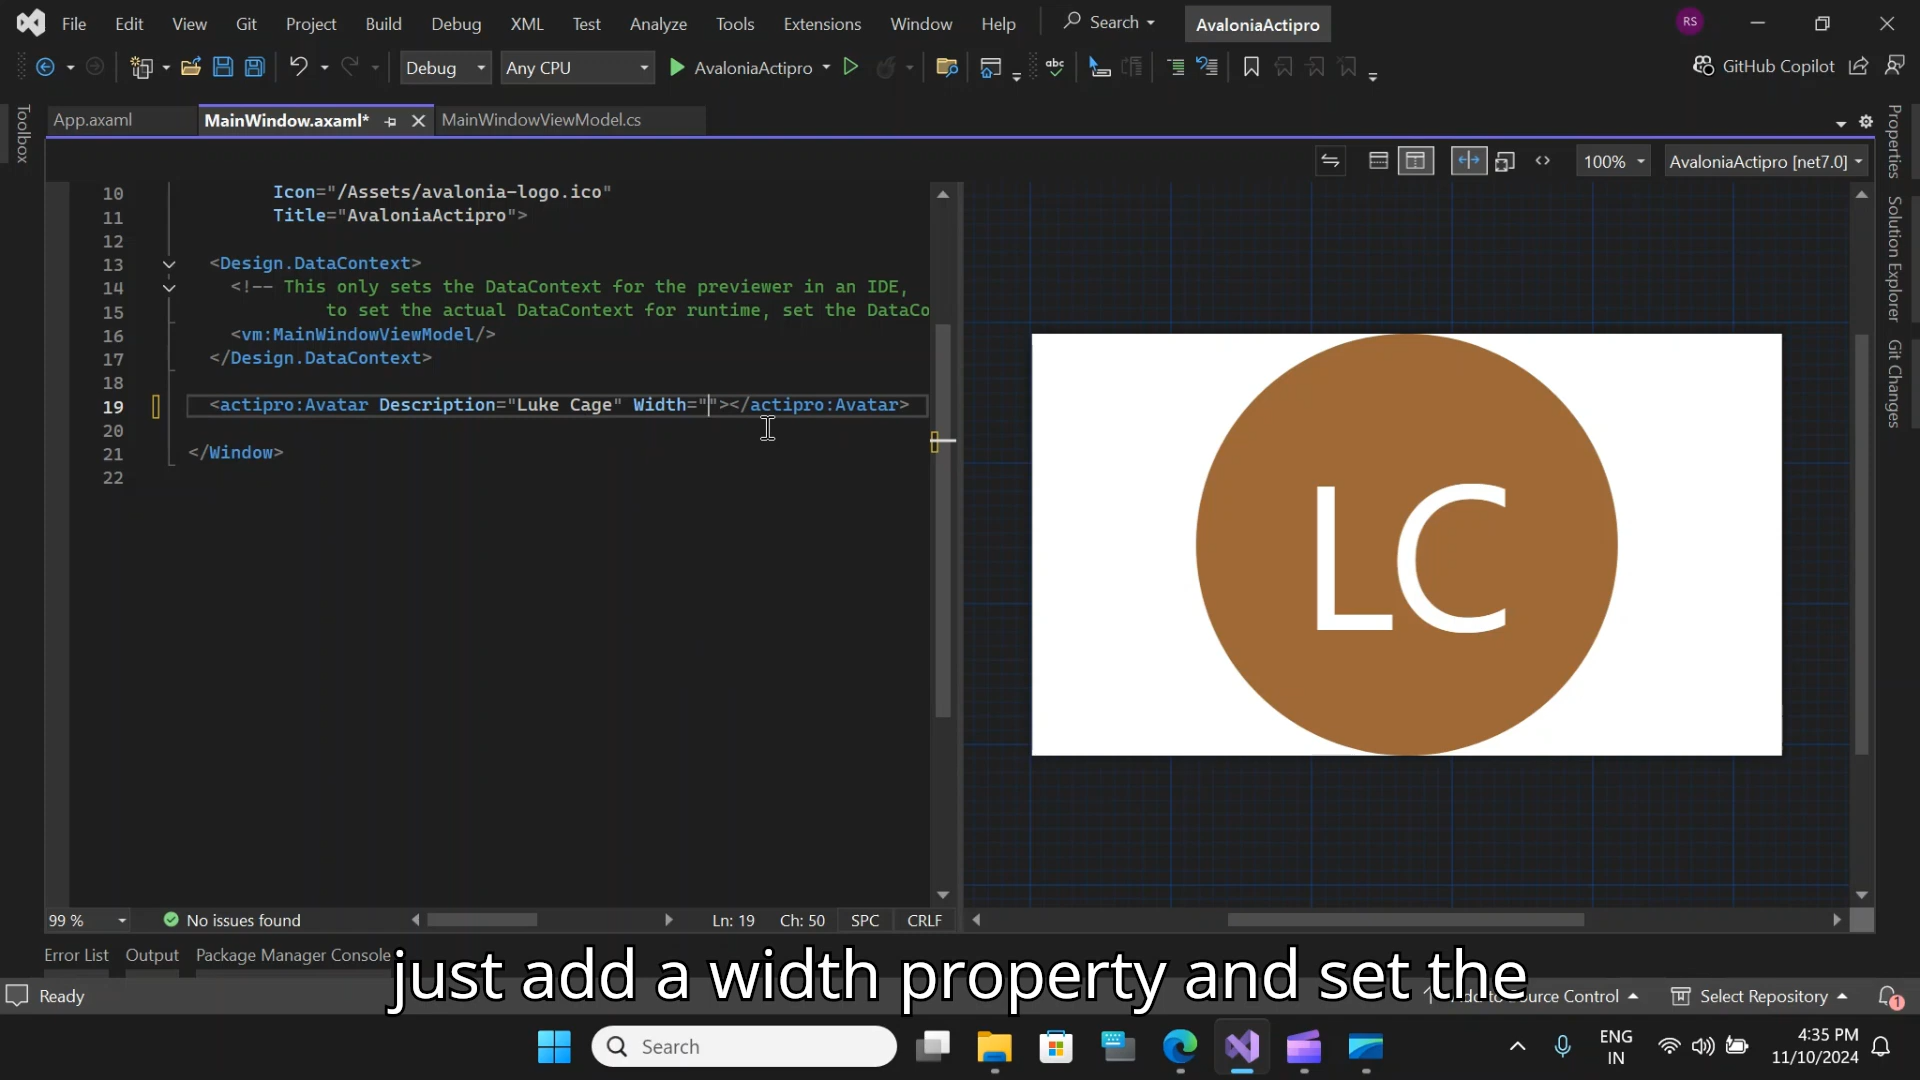 File Edit View Git Project Build Debug XML Test Analyze Tools Extensions Window Help Search AvaloniaActipro RS
Debug Any CPU AvaloniaActipro abc GitHub Copilot
Toolbox
App.axaml MainWindow.axaml* MainWindowViewModel.cs
100% AvaloniaActipro [net7.0]
Properties
Solution Explorer
Git Changes
10 Icon="/Assets/avalonia-logo.ico"
11 Title="AvaloniaActipro">
12
13 <Design.DataContext>
14 <!-- This only sets the DataContext for the previewer in an IDE,
15 to set the actual DataContext for runtime, set the DataCo
16 <vm:MainWindowViewModel/>
17 </Design.DataContext>
18
19 <actipro:Avatar Description="Luke Cage" Width=""></actipro:Avatar>
20
21 </Window>
22
LC
99 % No issues found Ln: 19 Ch: 50 SPC CRLF
Error List Output Package Manager Console
just add a width property and set the
Ready Source Control Select Repository 1
Search ENG IN 4:35 PM 11/10/2024